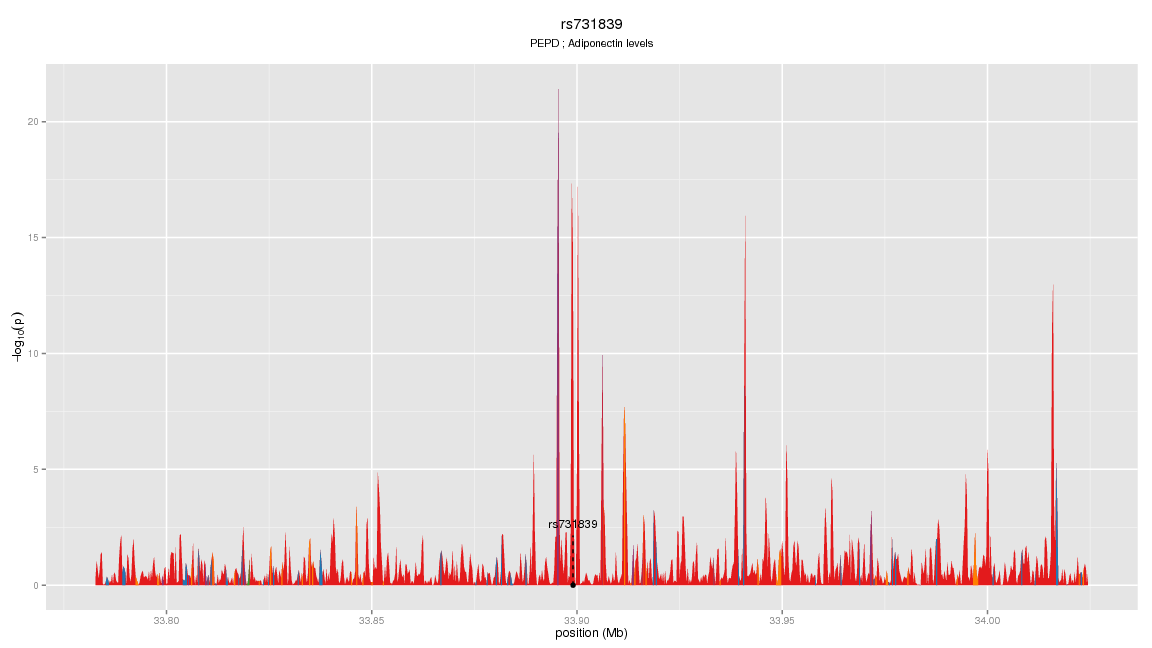 rs731839
PEPD ; Adiponectin levels
20
15
10
5
0
−log10(p)
rs731839
33.80
33.85
33.90
33.95
34.00
position (Mb)